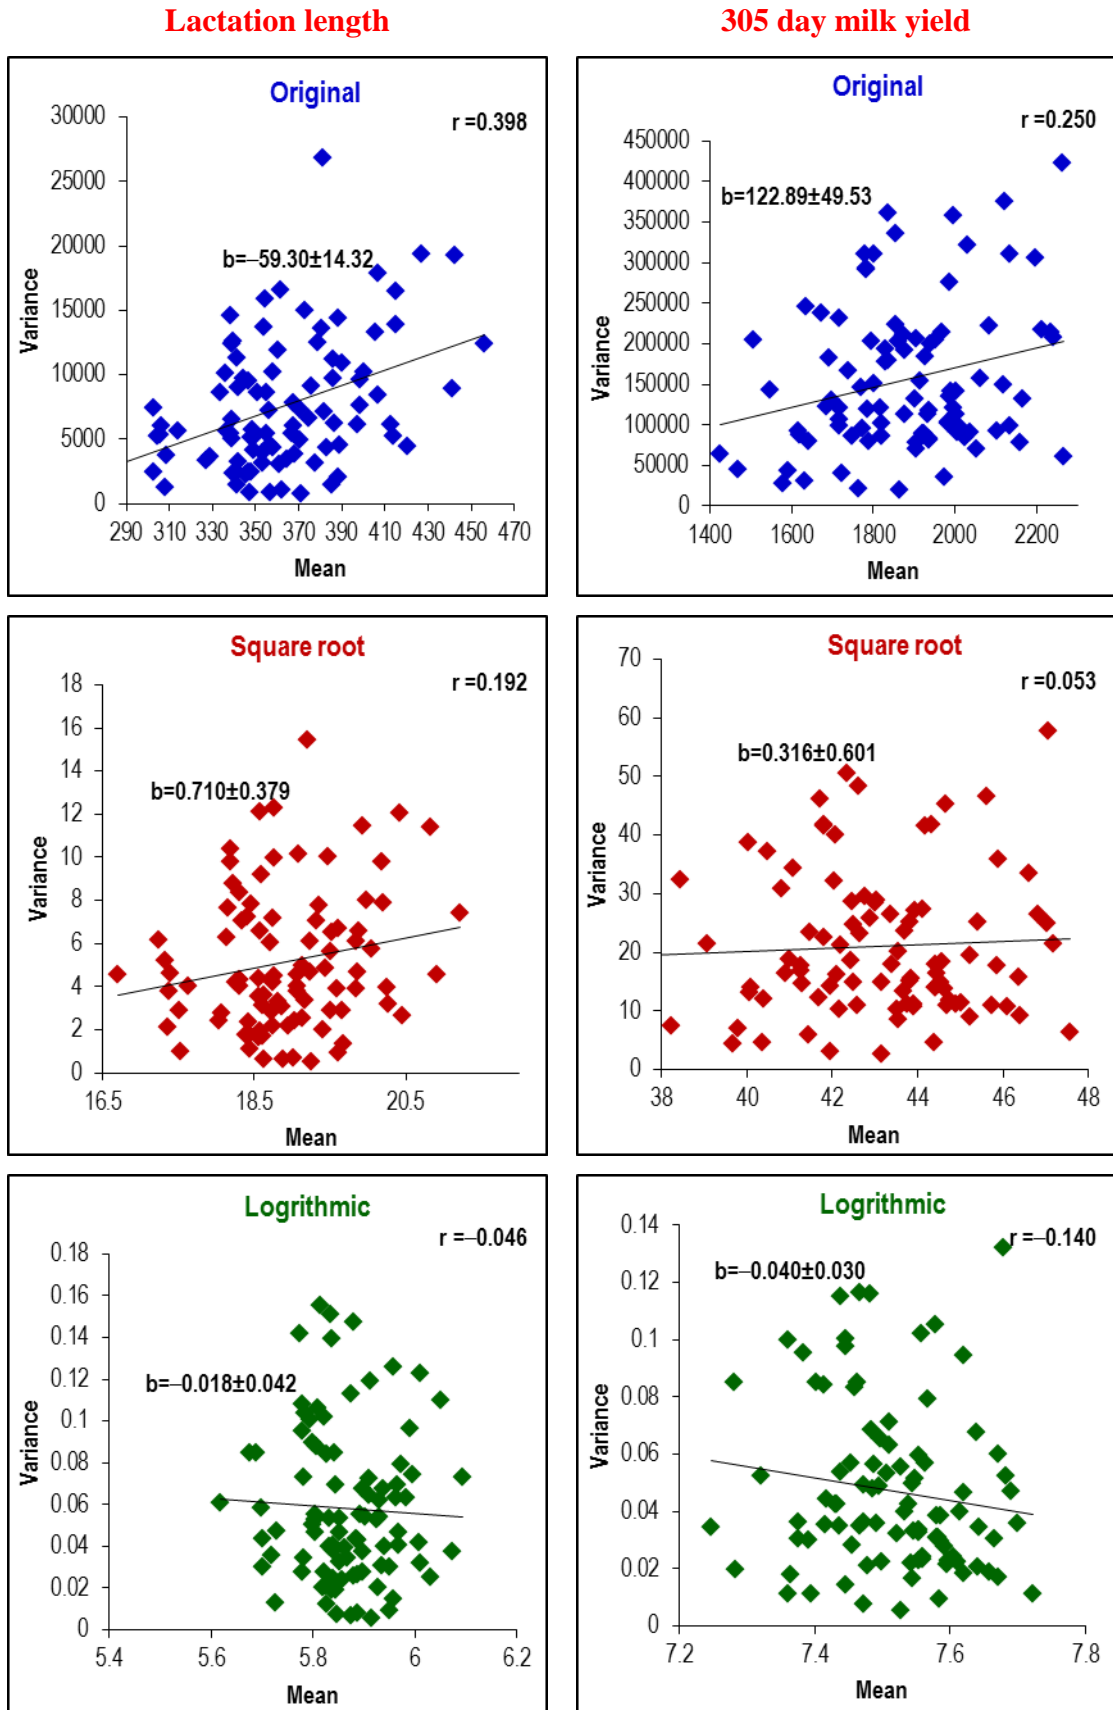 Lactation length
305 day milk yield
Original
r =0.398
b=–59.30±14.32
Variance
30000
25000
20000
15000
10000
5000
0
290 310 330 350 370 390 410 430 450 470
Mean
Original
r =0.250
b=122.89±49.53
Variance
450000
400000
350000
300000
250000
200000
150000
100000
50000
0
1400 1600 1800 2000 2200
Mean
Square root
r =0.192
b=0.710±0.379
Variance
18
16
14
12
10
8
6
4
2
0
16.5 18.5 20.5
Mean
Square root
r =0.053
b=0.316±0.601
Variance
70
60
50
40
30
20
10
0
38 40 42 44 46 48
Mean
Logrithmic
r =–0.046
b=–0.018±0.042
Variance
0.18
0.16
0.14
0.12
0.1
0.08
0.06
0.04
0.02
0
5.4 5.6 5.8 6 6.2
Mean
Logrithmic
r =–0.140
b=–0.040±0.030
Variance
0.14
0.12
0.1
0.08
0.06
0.04
0.02
0
7.2 7.4 7.6 7.8
Mean